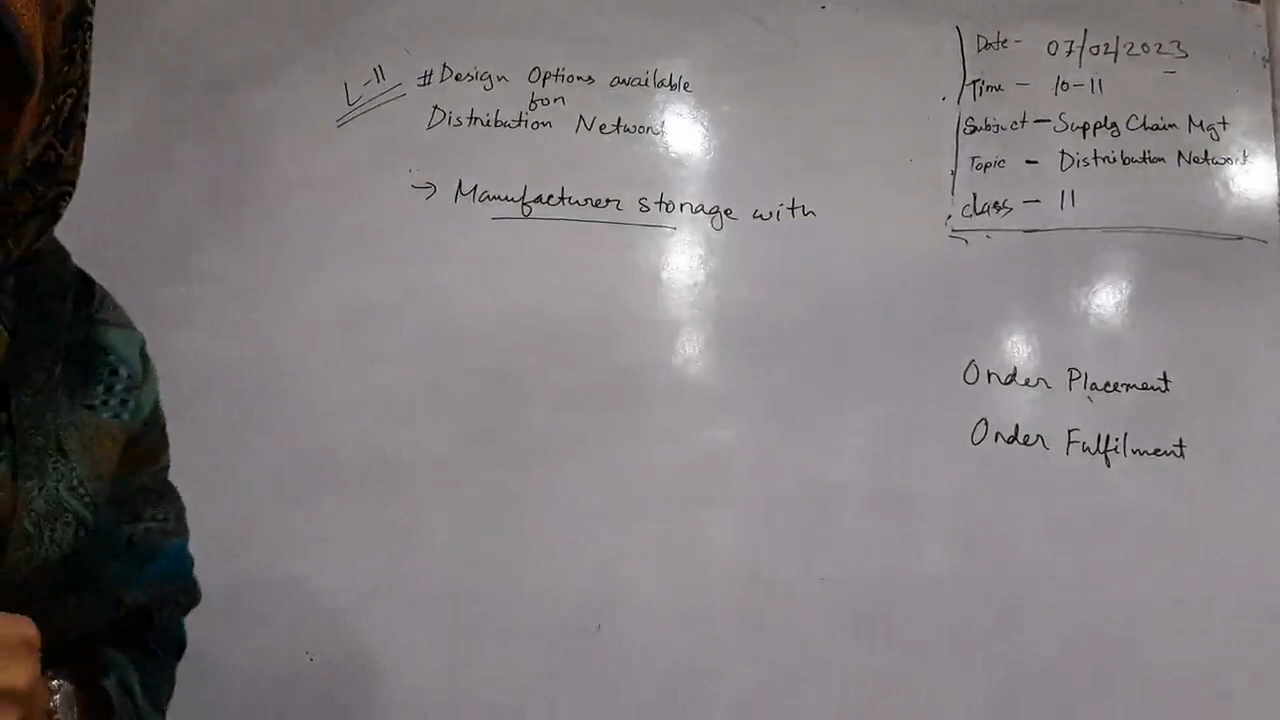 L-11
# Design Options available
for
Distribution Network
→ Manufacturer storage with
Date - 07/02/2023
Time - 10-11
Subject - Supply Chain Mgt
Topic - Distribution Network
class - 11
Order Placement
Order Fulfilment